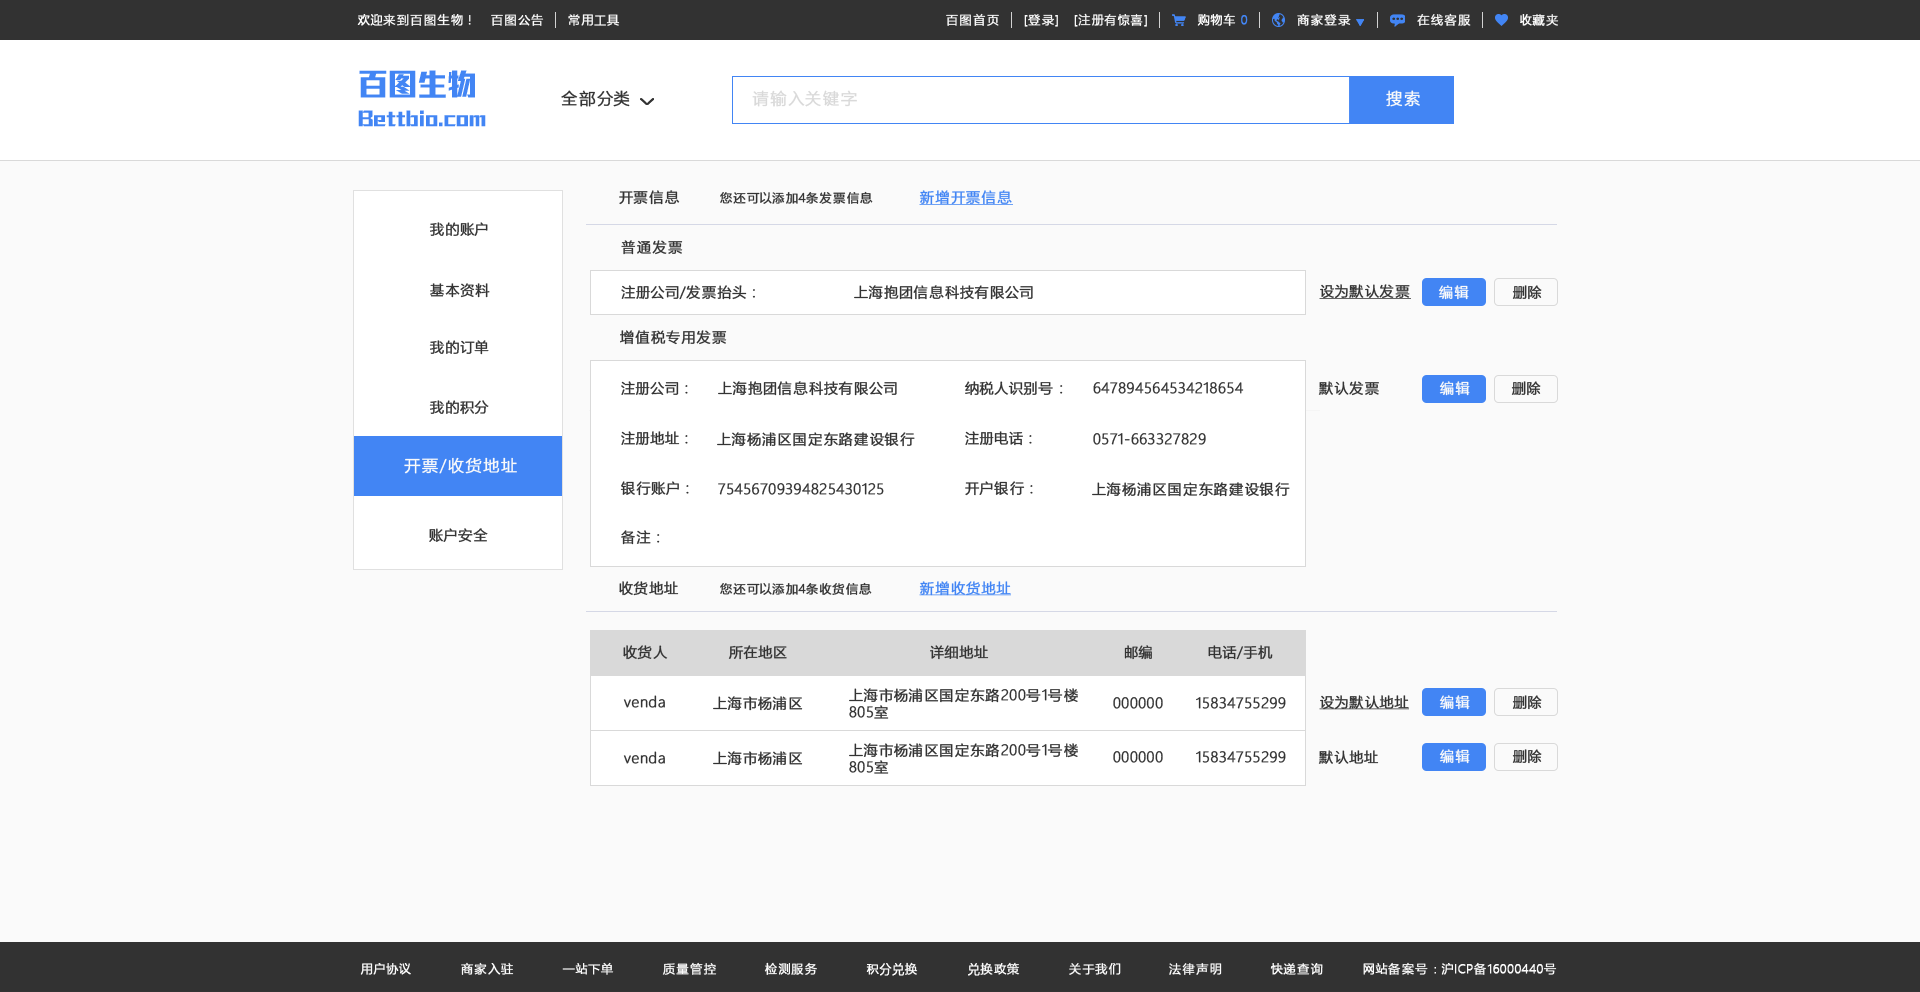 欢迎来到百图生物！ 百图公告 常用工具 百图首页 [登录] [注册有惊喜] 购物车 0 商家登录 在线客服 收藏夹
百图生物
Bettbio.com
全部分类
请输入关键字
搜索
我的账户
基本资料
我的订单
我的积分
开票/收货地址
账户安全
开票信息 您还可以添加4条发票信息 新增开票信息
普通发票
注册公司/发票抬头： 上海抱团信息科技有限公司 设为默认发票 编辑 删除
增值税专用发票
注册公司： 上海抱团信息科技有限公司 纳税人识别号： 647894564534218654 默认发票 编辑 删除
注册地址： 上海杨浦区国定东路建设银行 注册电话： 0571-663327829
银行账户： 75456709394825430125 开户银行： 上海杨浦区国定东路建设银行
备注：
收货地址 您还可以添加4条收货信息 新增收货地址
收货人 所在地区 详细地址 邮编 电话/手机
venda 上海市杨浦区 上海市杨浦区国定东路200号1号楼 000000 15834755299 设为默认地址 编辑 删除
805室
venda 上海市杨浦区 上海市杨浦区国定东路200号1号楼 000000 15834755299 默认地址 编辑 删除
805室
用户协议 商家入驻 一站下单 质量管控 检测服务 积分兑换 兑换政策 关于我们 法律声明 快递查询 网站备案号：沪ICP备16000440号